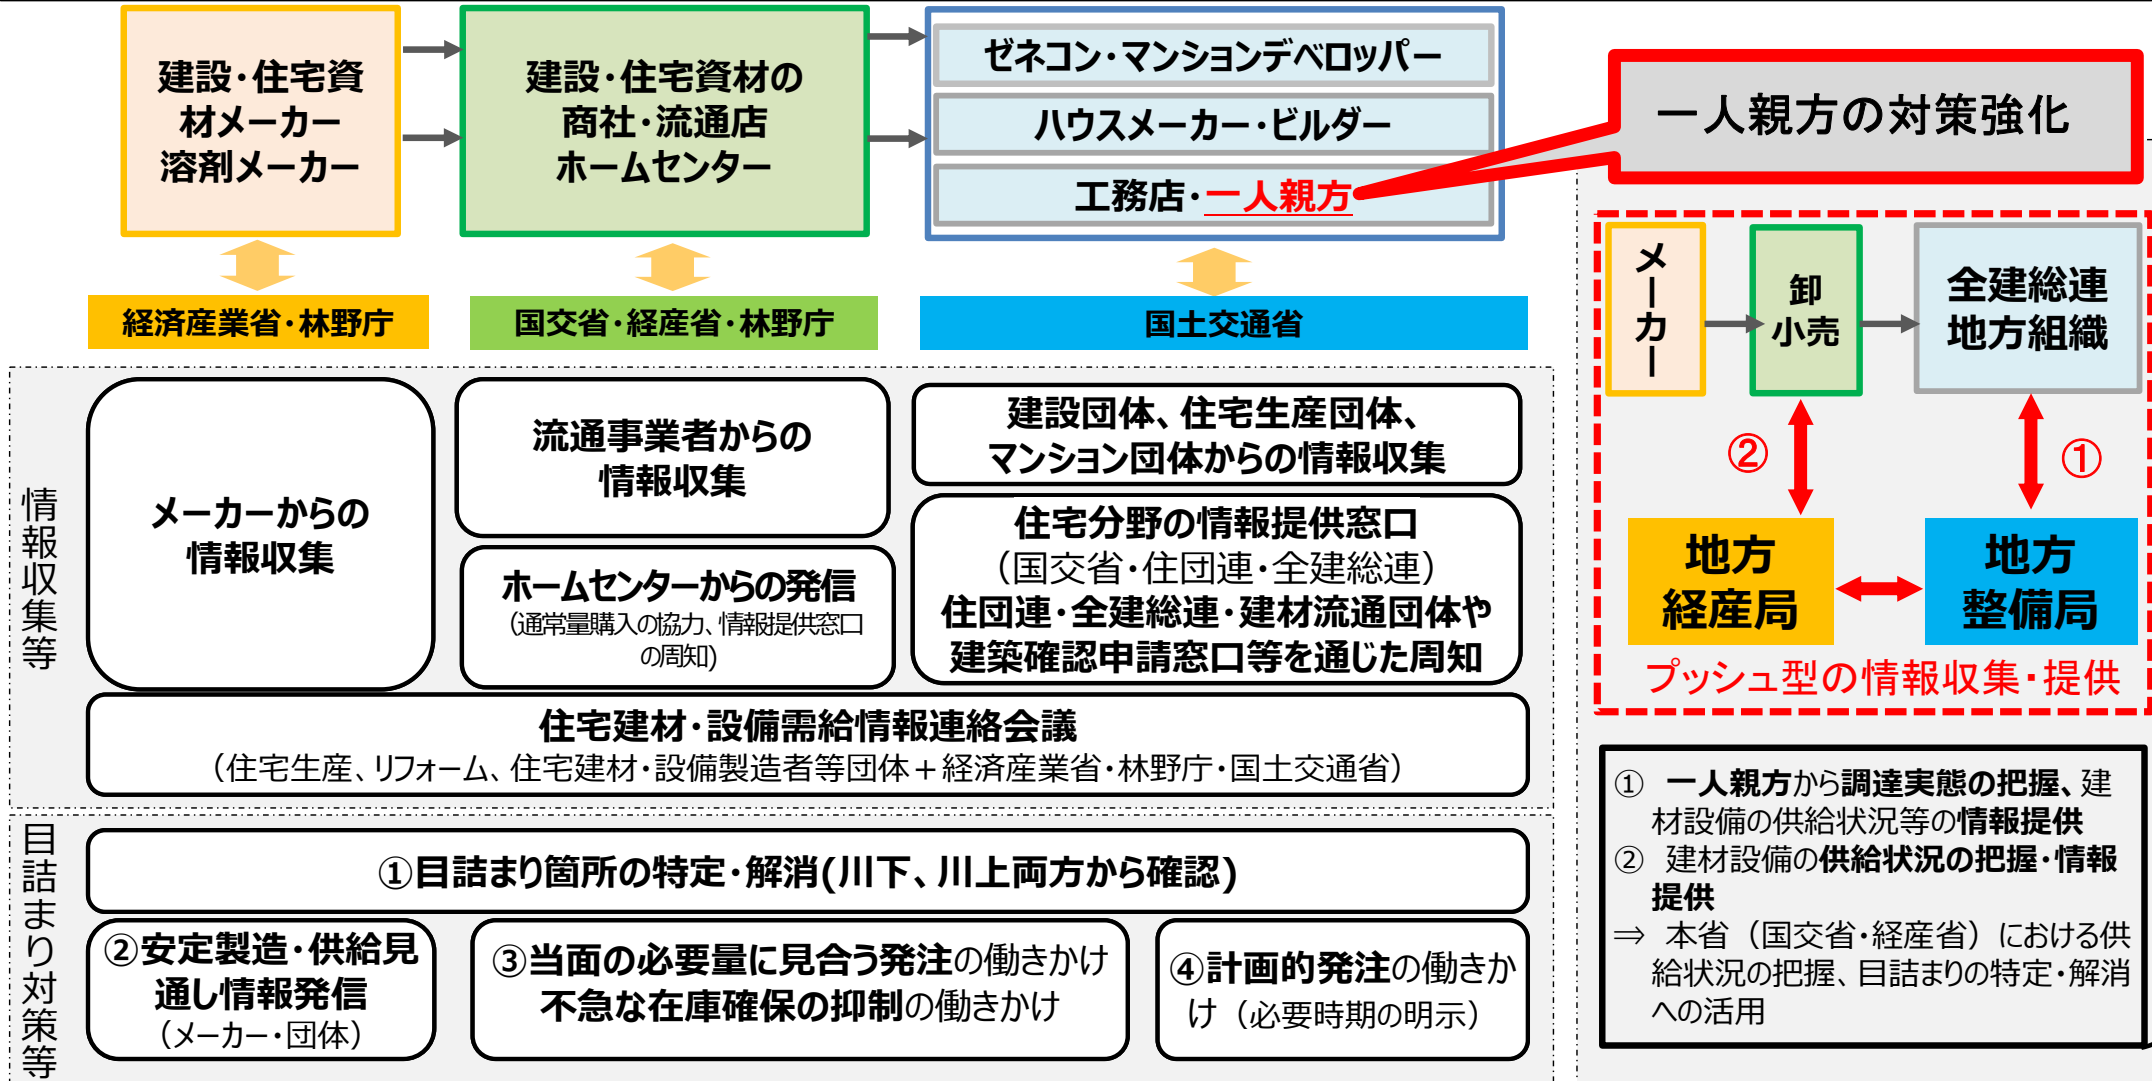 建設・住宅資
材メーカー
溶剤メーカー
建設・住宅資材の
商社・流通店
ホームセンター
ゼネコン・マンションデベロッパー
ハウスメーカー・ビルダー
工務店・一人親方
一人親方の対策強化
経済産業省・林野庁
国交省・経産省・林野庁
国土交通省
情報収集等
メーカーからの
情報収集
流通事業者からの
情報収集
ホームセンターからの発信
(通常量購入の協力、情報提供窓口
の周知)
建設団体、住宅生産団体、
マンション団体からの情報収集
住宅分野の情報提供窓口
（国交省・住団連・全建総連）
住団連・全建総連・建材流通団体や
建築確認申請窓口等を通じた周知
住宅建材・設備需給情報連絡会議
（住宅生産、リフォーム、住宅建材・設備製造者等団体＋経済産業省・林野庁・国土交通省）
目詰まり対策等
①目詰まり箇所の特定・解消(川下、川上両方から確認)
②安定製造・供給見
通し情報発信
（メーカー・団体）
③当面の必要量に見合う発注の働きかけ
不急な在庫確保の抑制の働きかけ
④計画的発注の働きか
け（必要時期の明示）
メーカー
卸
小売
全建総連
地方組織
②
①
地方
経産局
地方
整備局
プッシュ型の情報収集・提供
① 一人親方から調達実態の把握、建
材設備の供給状況等の情報提供
② 建材設備の供給状況の把握・情報
提供
⇒ 本省（国交省・経産省）における供
給状況の把握、目詰まりの特定・解消
への活用